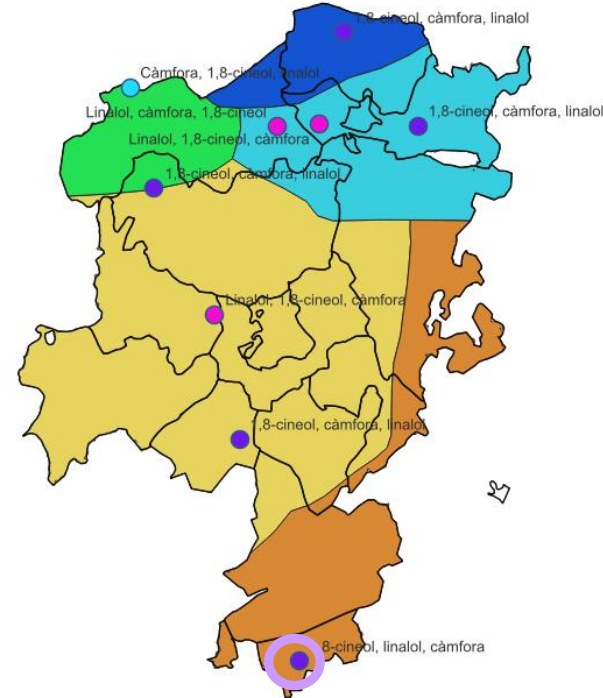 1,8-cineol, càmfora, linalol
Càmfora, 1,8-cineol, linalol
Linalol, càmfora, 1,8-cineol
1,8-cineol, càmfora, linalol
Linalol, 1,8-cineol, càmfora
1,8-cineol, càmfora, linalol
Linalol, 1,8-cineol, càmfora
1,8-cineol, càmfora, linalol
8-cineol, linalol, càmfora